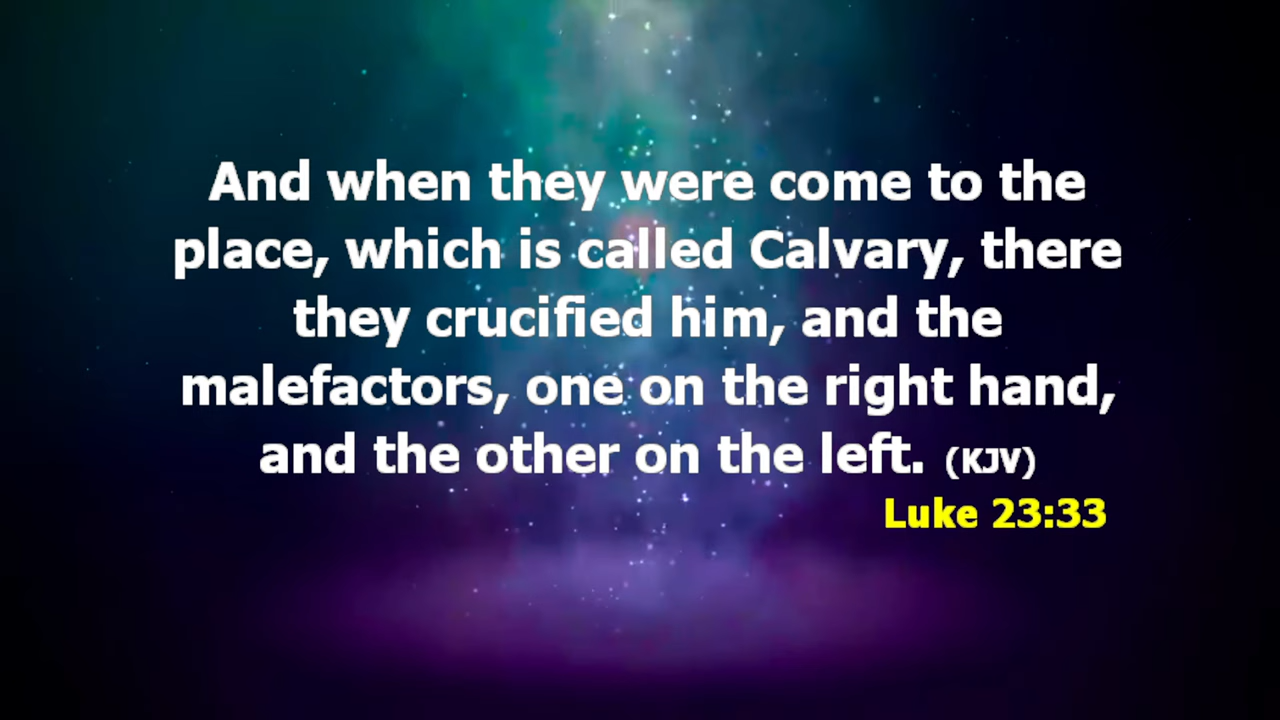 And when they were come to the
place, which is called Calvary, there
they crucified him, and the
malefactors, one on the right hand,
and the other on the left. (KJV)
Luke 23:33